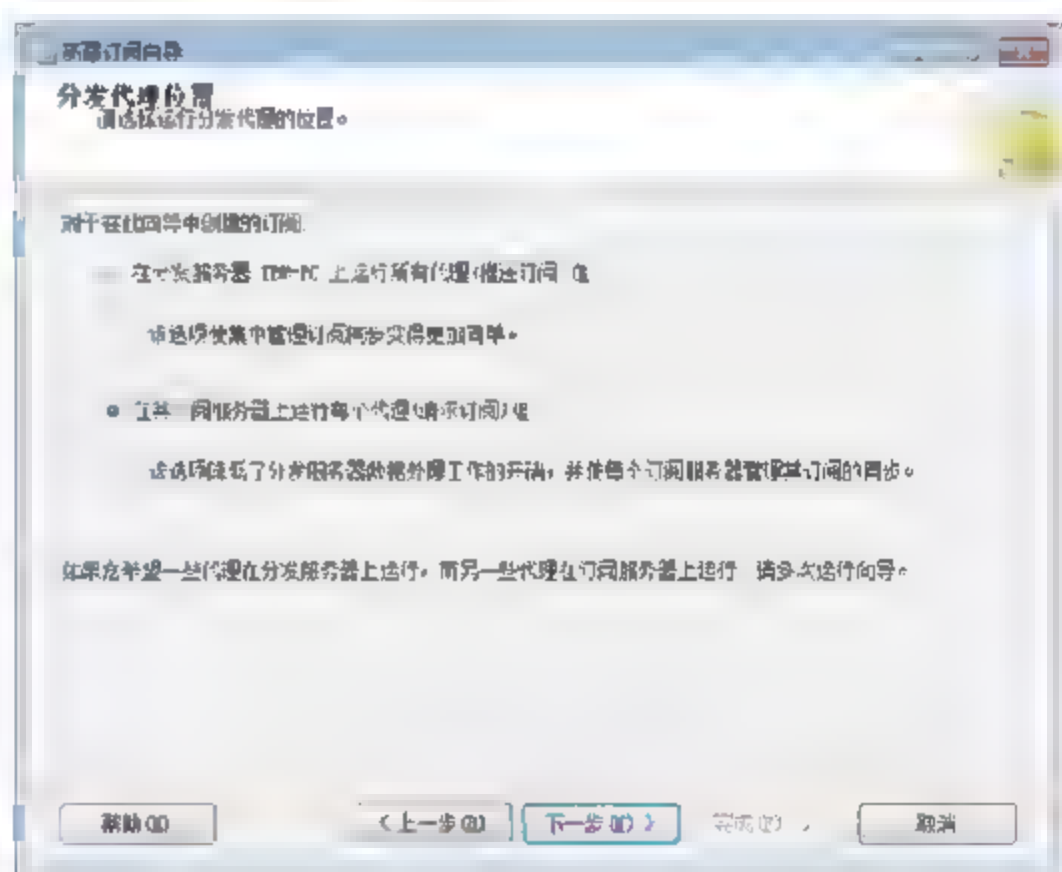 新建订阅向导
分发代理位置
请选择运行分发代理的位置。
对于在此向导中创建的订阅:
在分发服务器 上运行所有代理(推送订阅)
该选项使集中管理订阅同步变得更加简单。
在其订阅服务器上运行每个代理(请求订阅)
该选项降低了分发服务器数据处理工作的开销,并使每个订阅服务器管理其订阅的同步。
如果您希望一些代理在分发服务器上运行,而另一些代理在订阅服务器上运行,请多次运行向导。
帮助(H)
<上一步(B)
下一步(N)>
完成(F)
取消